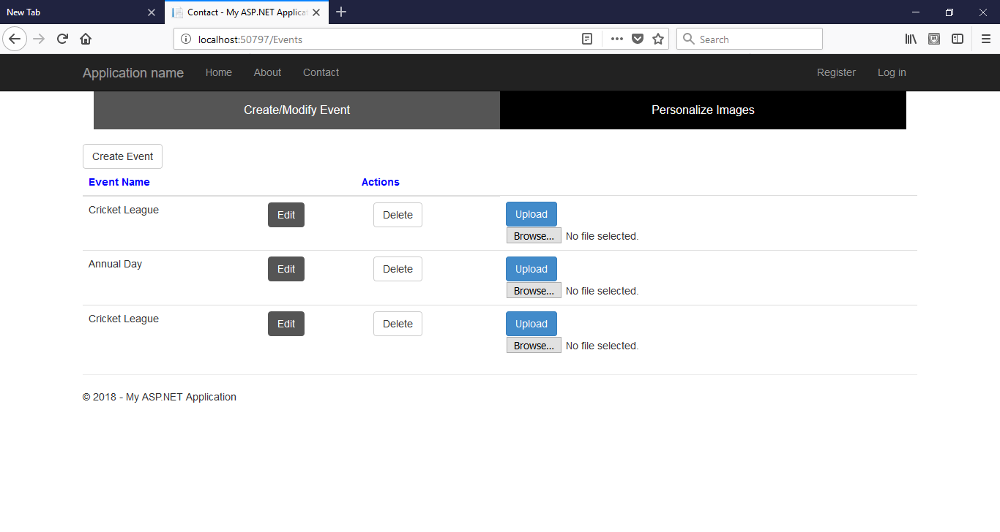 New Tab
Contact - My ASP.NET Applicat
localhost:50797/Events
Search
Application name Home About Contact Register Log in
Create/Modify Event Personalize Images
Create Event
Event Name Actions
Cricket League Edit Delete Upload
Browse... No file selected.
Annual Day Edit Delete Upload
Browse... No file selected.
Cricket League Edit Delete Upload
Browse... No file selected.
© 2018 - My ASP.NET Application